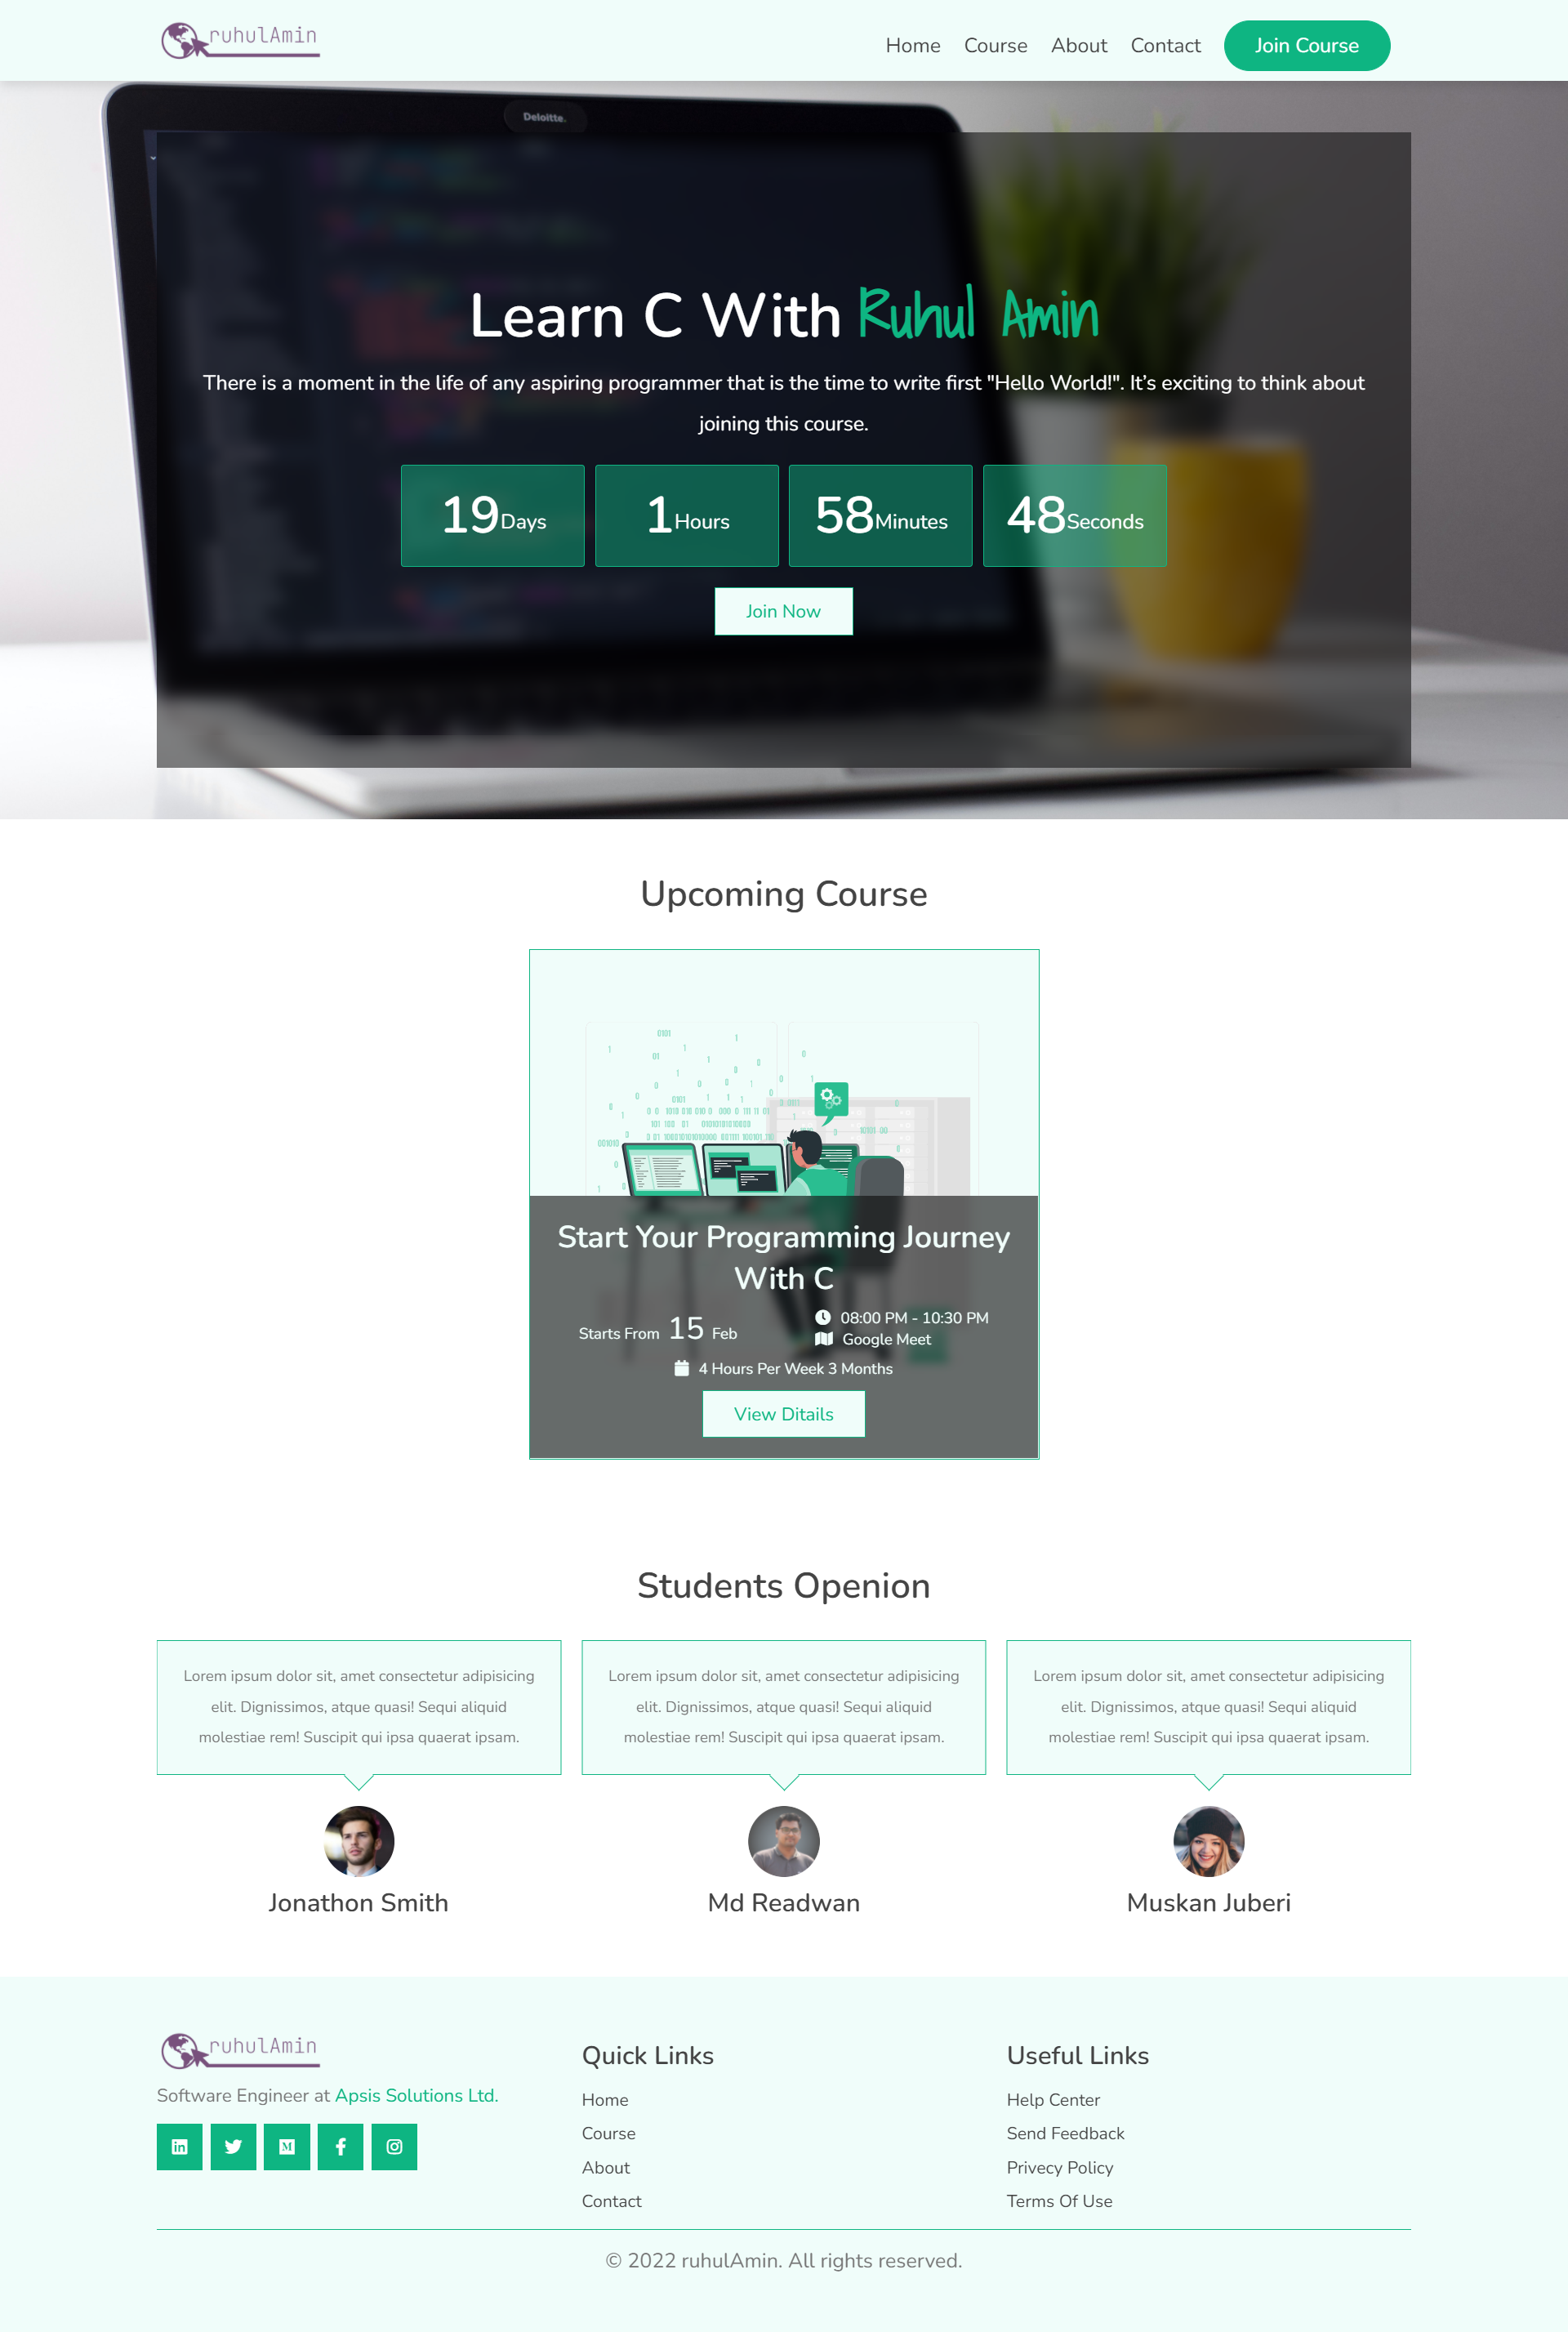 ruhulAmin
Home Course About Contact Join Course
Deloitte.
Learn C With Ruhul Amin
There is a moment in the life of any aspiring programmer that is the time to write first "Hello World!". It’s exciting to think about
joining this course.
19Days 1Hours 58Minutes 48Seconds
Join Now
Upcoming Course
Start Your Programming Journey
With C
Starts From 15 Feb
08:00 PM - 10:30 PM
Google Meet
4 Hours Per Week 3 Months
View Ditails
Students Openion
Lorem ipsum dolor sit, amet consectetur adipisicing
elit. Dignissimos, atque quasi! Sequi aliquid
molestiae rem! Suscipit qui ipsa quaerat ipsam.
Jonathon Smith
Lorem ipsum dolor sit, amet consectetur adipisicing
elit. Dignissimos, atque quasi! Sequi aliquid
molestiae rem! Suscipit qui ipsa quaerat ipsam.
Md Readwan
Lorem ipsum dolor sit, amet consectetur adipisicing
elit. Dignissimos, atque quasi! Sequi aliquid
molestiae rem! Suscipit qui ipsa quaerat ipsam.
Muskan Juberi
ruhulAmin
Software Engineer at Apsis Solutions Ltd.
Quick Links
Home
Course
About
Contact
Useful Links
Help Center
Send Feedback
Privecy Policy
Terms Of Use
© 2022 ruhulAmin. All rights reserved.